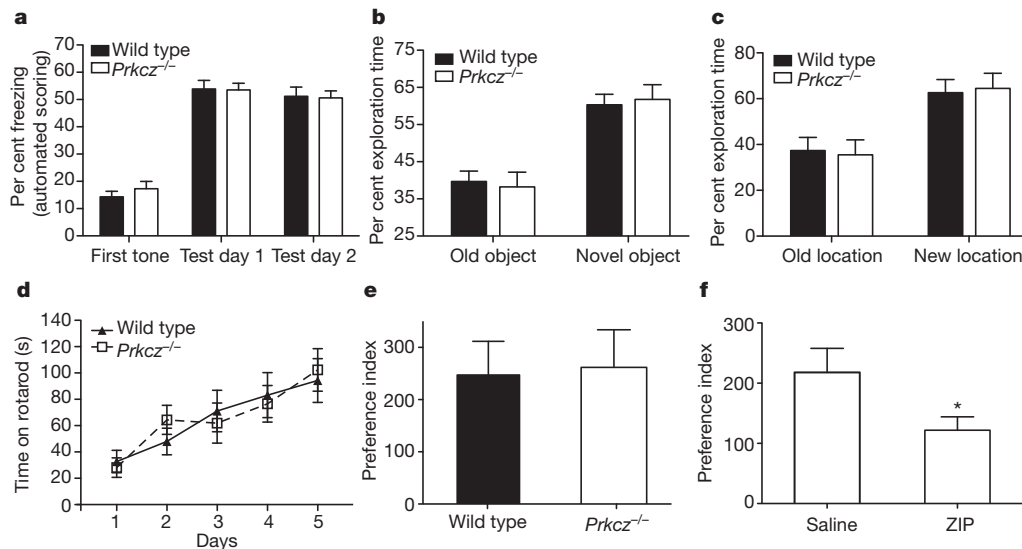 a
Per cent freezing
(automated scoring)
70
60
50
40
30
20
10
0
Wild type
Prkcz–/–
First tone Test day 1 Test day 2
b
Per cent exploration time
75
65
55
45
35
25
Wild type
Prkcz–/–
Old object Novel object
c
Per cent exploration time
80
60
40
20
0
Wild type
Prkcz–/–
Old location New location
d
Time on rotarod (s)
140
120
100
80
60
40
20
0
Wild type
Prkcz–/–
1 2 3 4 5
Days
e
Preference index
300
200
100
0
Wild type Prkcz–/–
f
Preference index
300
200
100
0
*
Saline ZIP